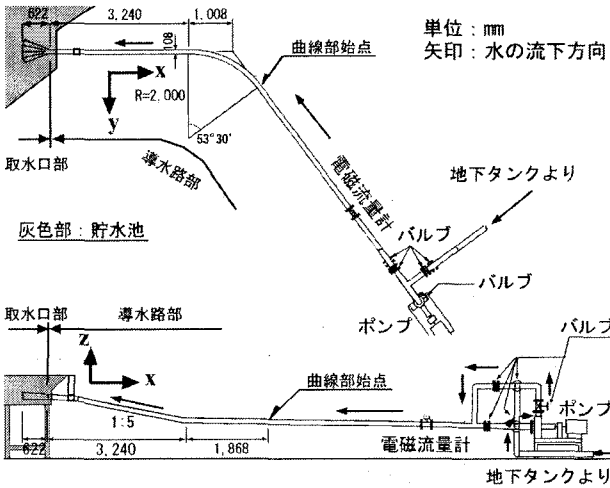 622
3,240
1,008
単位：mm
矢印：水の流下方向
108
曲線部始点
x
y
R=2,000
53°30'
取水口部
導水路部
電磁流量計
地下タンクより
バルブ
灰色部：貯水池
バルブ
ポンプ
取水口部
導水路部
z
x
曲線部始点
バルブ
ポンプ
1:5
622
3,240
1,868
電磁流量計
地下タンクより